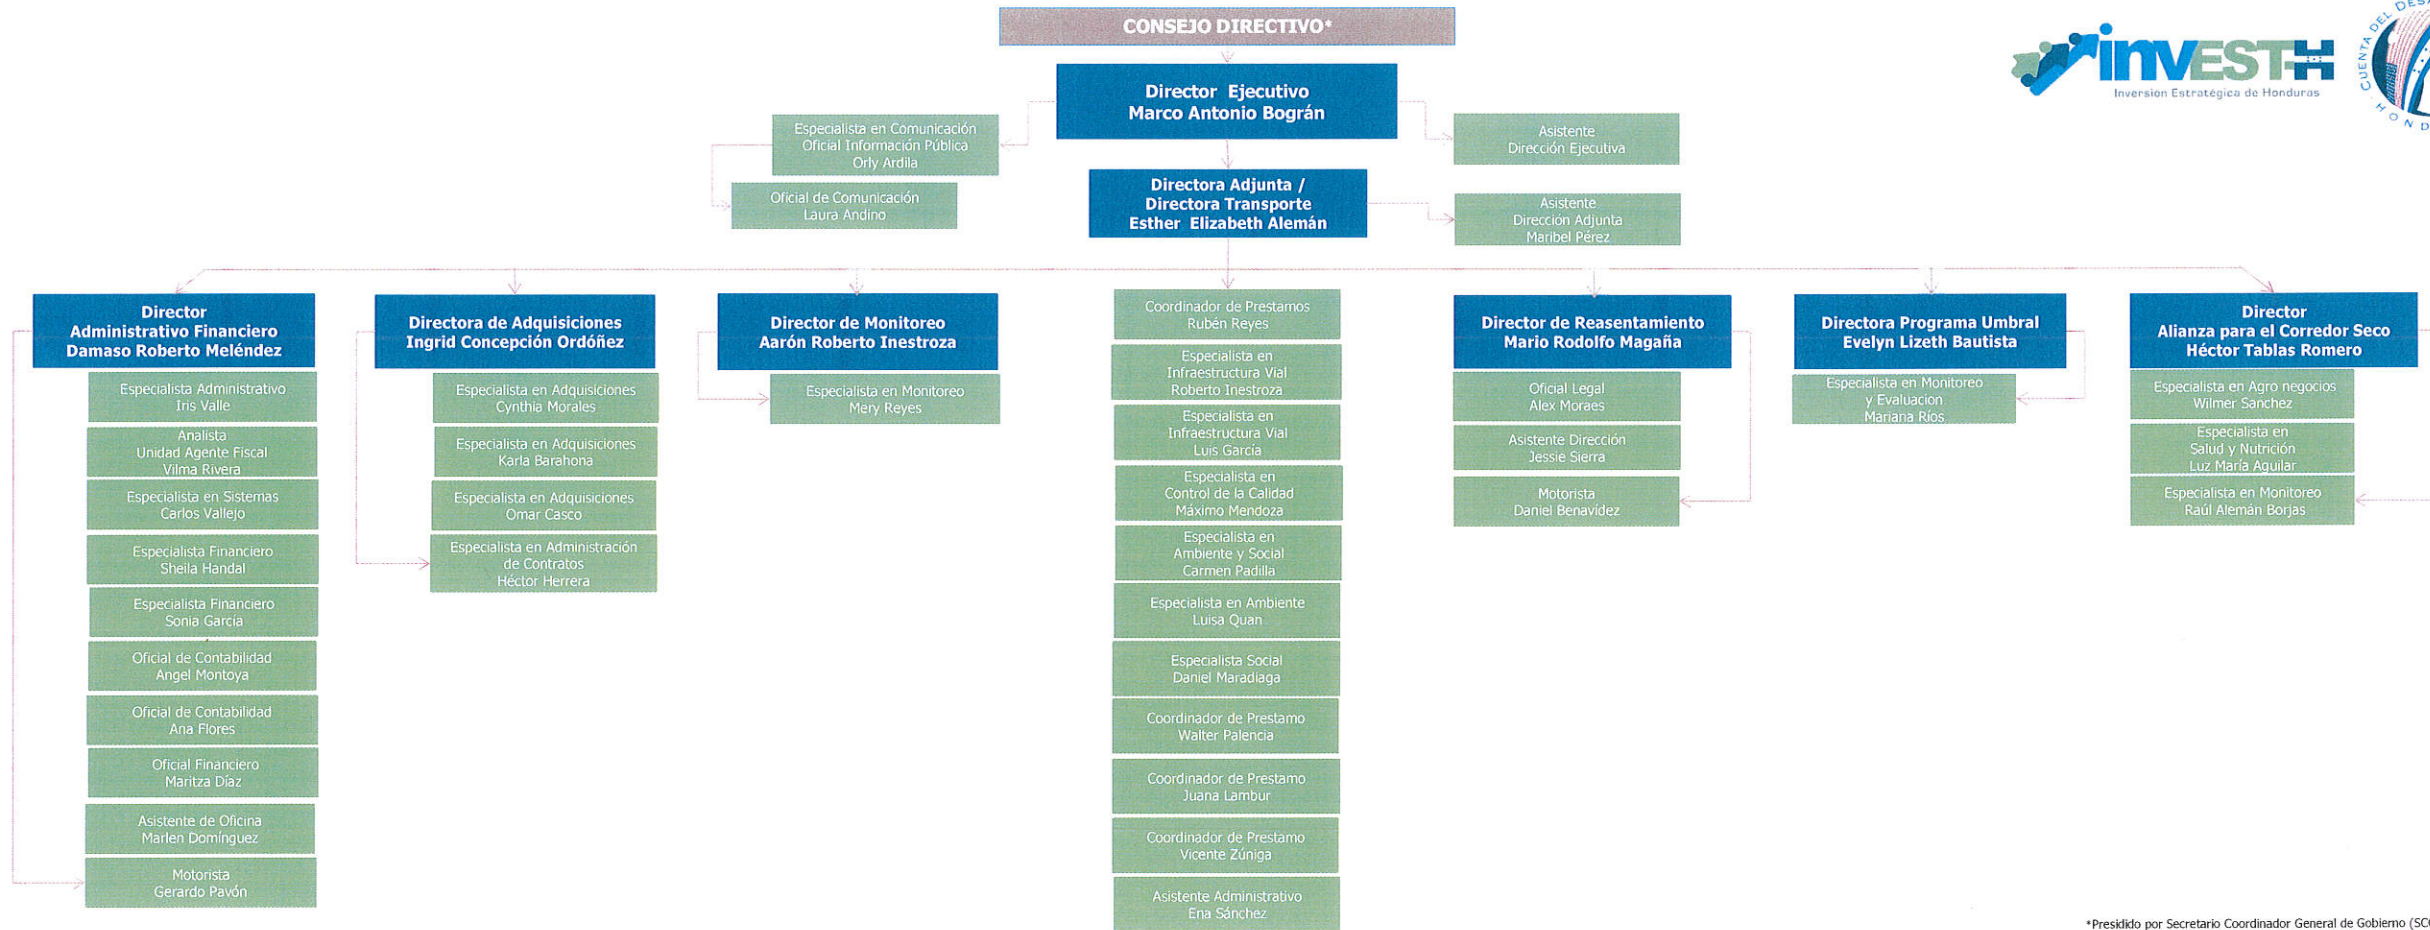 CONSEJO DIRECTIVO*
INVEST-H
Inversion Estratégica de Honduras
CUENTA DEL
Director Ejecutivo
Marco Antonio Bográn
Especialista en Comunicación
Oficial Información Pública
Orly Ardila
Asistente
Dirección Ejecutiva
Oficial de Comunicación
Laura Andino
Directora Adjunta /
Directora Transporte
Esther Elizabeth Alemán
Asistente
Dirección Adjunta
Maribel Pérez
Director
Administrativo Financiero
Damaso Roberto Meléndez
Especialista Administrativo
Iris Valle
Analista
Unidad Agente Fiscal
Vilma Rivera
Especialista en Sistemas
Carlos Vallejo
Especialista Financiero
Sheila Handal
Especialista Financiero
Sonia Garcia
Oficial de Contabilidad
Angel Montoya
Oficial de Contabilidad
Ana Flores
Oficial Financiero
Maritza Díaz
Asistente de Oficina
Marlen Domínguez
Motorista
Gerardo Pavón
Directora de Adquisiciones
Ingrid Concepción Ordóñez
Especialista en Adquisiciones
Cynthia Morales
Especialista en Adquisiciones
Karla Barahona
Especialista en Adquisiciones
Omar Casco
Especialista en Administración
de Contratos
Héctor Herrera
Director de Monitoreo
Aarón Roberto Inestroza
Especialista en Monitoreo
Mery Reyes
Coordinador de Prestamos
Rubén Reyes
Especialista en
Infraestructura Vial
Roberto Inestroza
Especialista en
Infraestructura Vial
Luis García
Especialista en
Control de la Calidad
Máximo Mendoza
Especialista en
Ambiente y Social
Carmen Padilla
Especialista en Ambiente
Luisa Quan
Especialista Social
Daniel Maradiaga
Coordinador de Prestamo
Walter Palencia
Coordinador de Prestamo
Juana Lambur
Coordinador de Prestamo
Vicente Zúniga
Asistente Administrativo
Ena Sánchez
Director de Reasentamiento
Mario Rodolfo Magaña
Oficial Legal
Alex Moraes
Asistente Dirección
Jessie Sierra
Motorista
Daniel Benavídez
Directora Programa Umbral
Evelyn Lizeth Bautista
Especialista en Monitoreo
y Evaluacion
Mariana Ríos
Director
Alianza para el Corredor Seco
Héctor Tablas Romero
Especialista en Agro negocios
Wilmer Sanchez
Especialista en
Salud y Nutrición
Luz María Aguilar
Especialista en Monitoreo
Raúl Alemán Borjas
*Presidido por Secretario Coordinador General de Gobierno